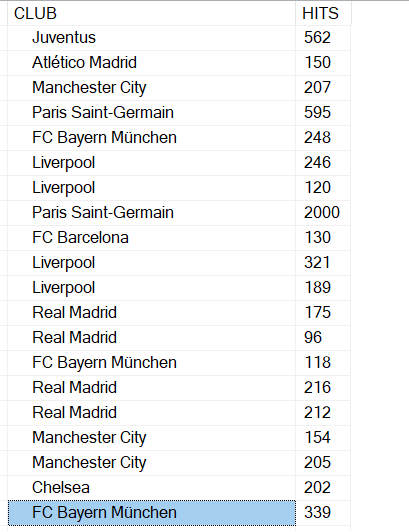 CLUB HITS
Juventus 562
Atlético Madrid 150
Manchester City 207
Paris Saint-Germain 595
FC Bayern München 248
Liverpool 246
Liverpool 120
Paris Saint-Germain 2000
FC Barcelona 130
Liverpool 321
Liverpool 189
Real Madrid 175
Real Madrid 96
FC Bayern München 118
Real Madrid 216
Real Madrid 212
Manchester City 154
Manchester City 205
Chelsea 202
FC Bayern München 339